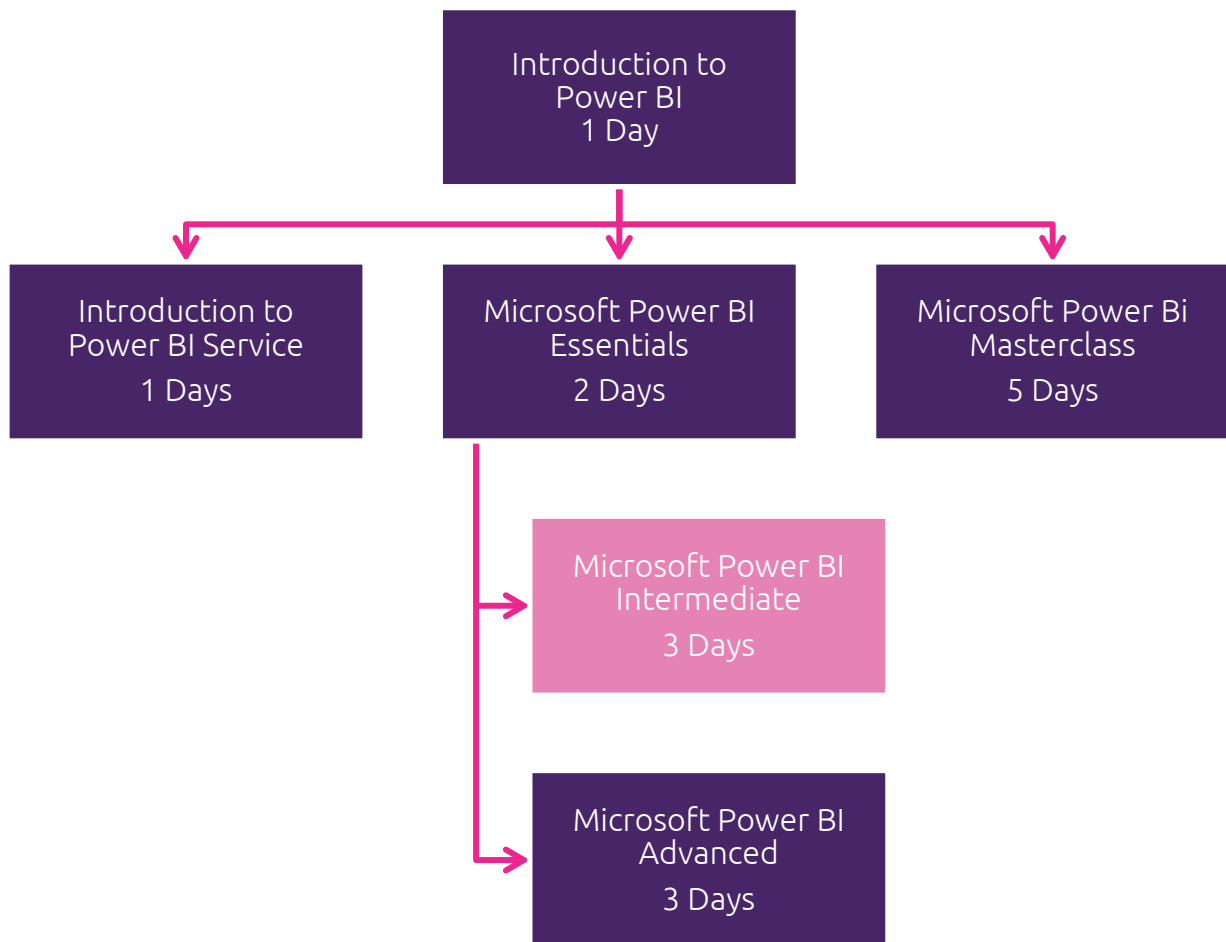 Introduction to
Power BI
1 Day
Introduction to
Power BI Service
1 Days
Microsoft Power BI
Essentials
2 Days
Microsoft Power Bi
Masterclass
5 Days
Microsoft Power BI
Intermediate
3 Days
Microsoft Power BI
Advanced
3 Days